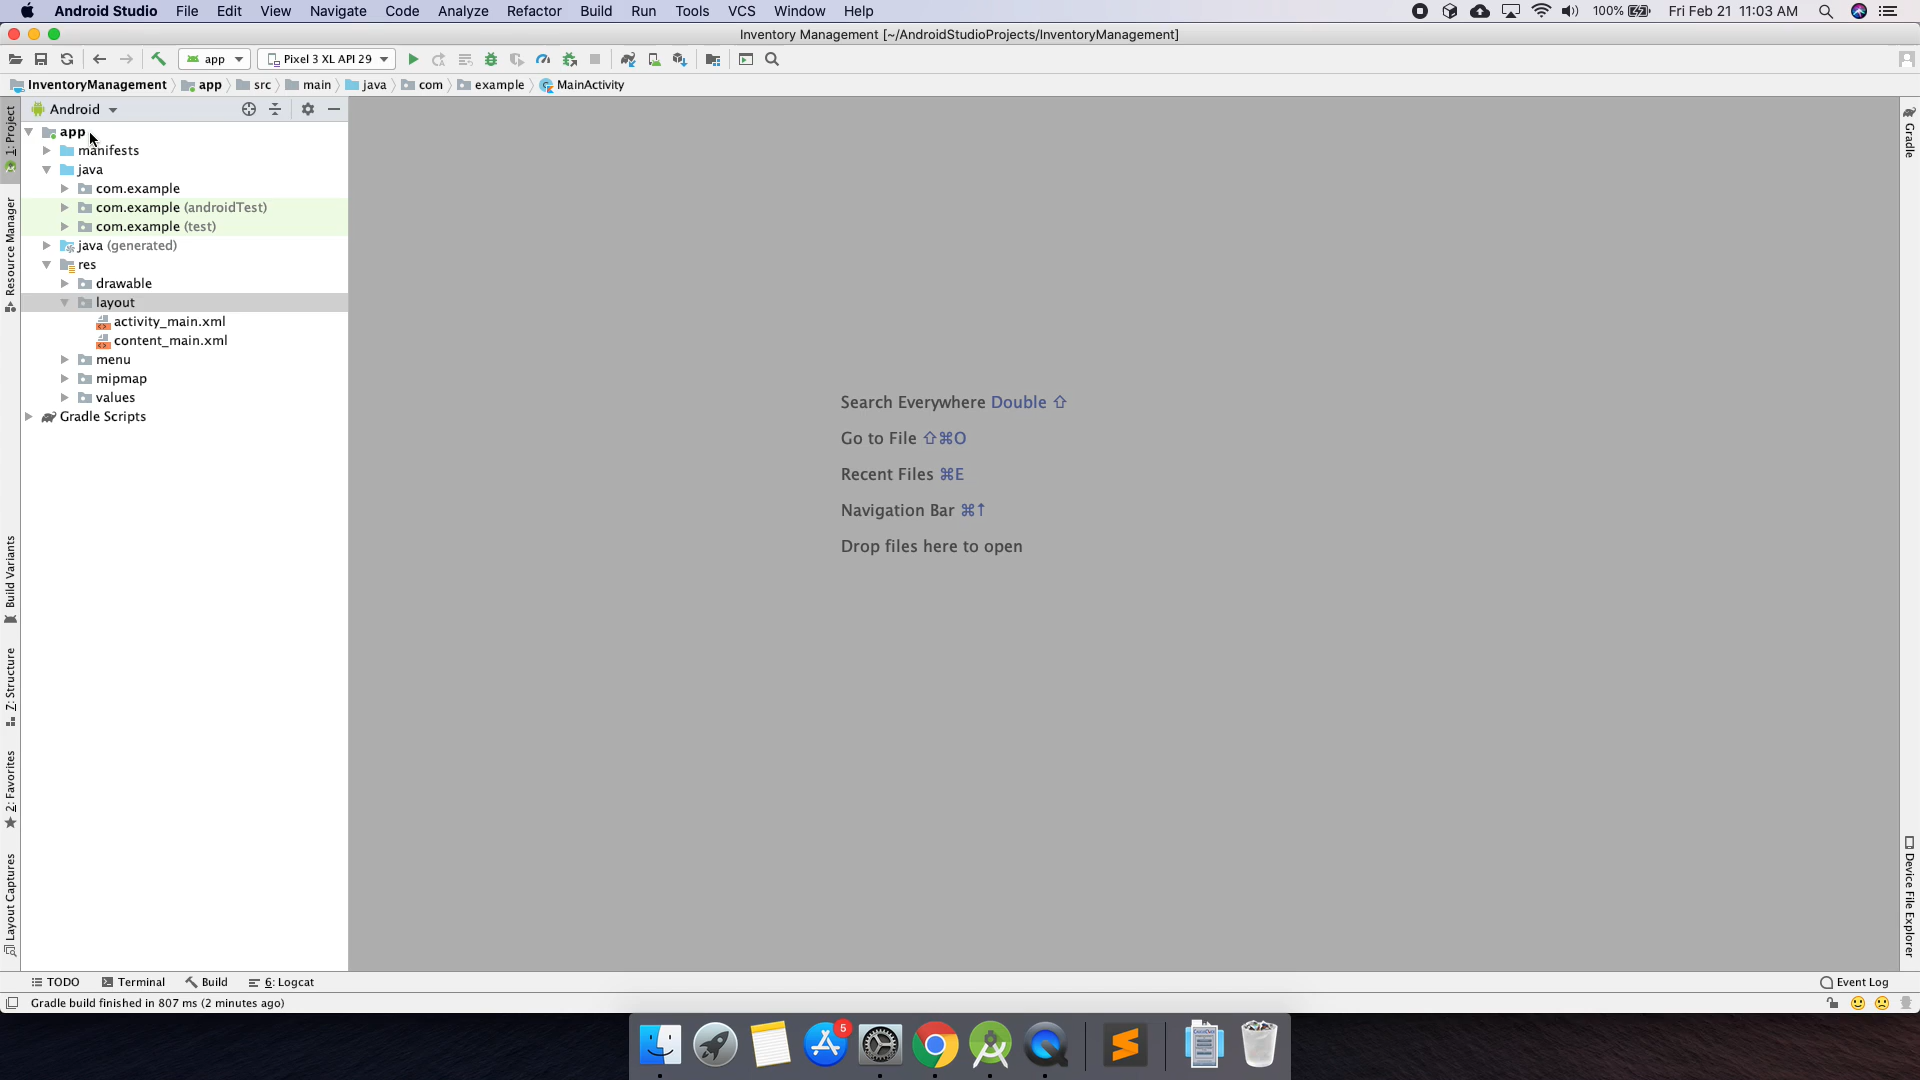 Android Studio File Edit View Navigate Code Analyze Refactor Build Run Tools VCS Window Help 100% Fri Feb 21 11:03 AM
Inventory Management [~/AndroidStudioProjects/InventoryManagement]
app Pixel 3 XL API 29
InventoryManagement app src main java com example MainActivity
Android
app
manifests
java
com.example
com.example (androidTest)
com.example (test)
java (generated)
res
drawable
layout
activity_main.xml
content_main.xml
menu
mipmap
values
Gradle Scripts
1: Project
Resource Manager
Build Variants
7: Structure
2: Favorites
Layout Captures
Search Everywhere Double ⇧
Go to File ⇧⌘O
Recent Files ⌘E
Navigation Bar ⌘↑
Drop files here to open
Gradle
Device File Explorer
TODO Terminal Build 6: Logcat Event Log
Gradle build finished in 807 ms (2 minutes ago)
5